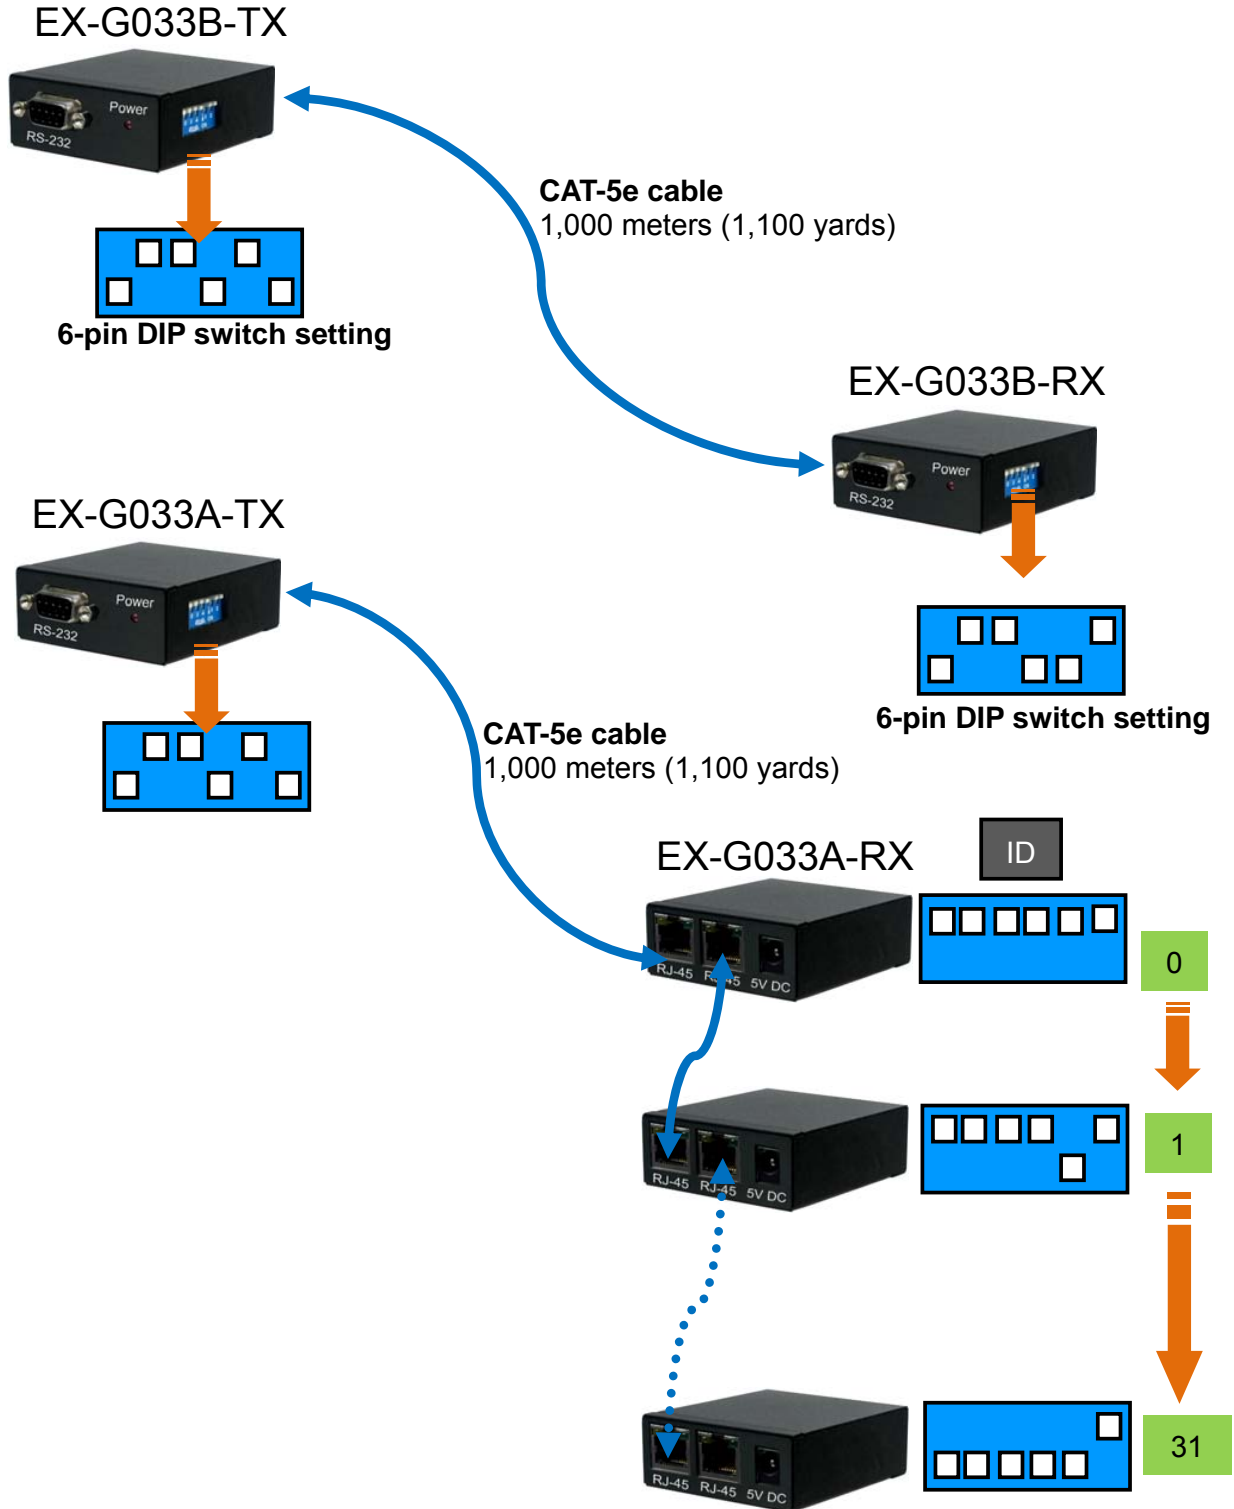 EX-G033B-TX
Power
RS-232
CAT-5e cable
1,000 meters (1,100 yards)
6-pin DIP switch setting
EX-G033B-RX
Power
RS-232
6-pin DIP switch setting
EX-G033A-TX
Power
RS-232
CAT-5e cable
1,000 meters (1,100 yards)
EX-G033A-RX
ID
RJ-45 RJ-45 5V DC
0
RJ-45 RJ-45 5V DC
1
RJ-45 RJ-45 5V DC
31